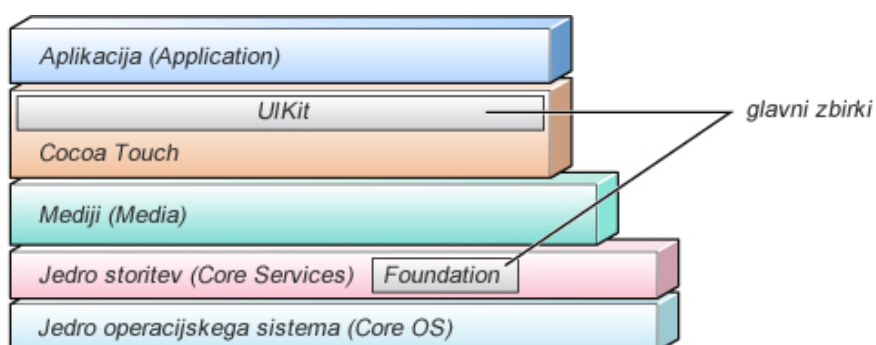 Aplikacija (Application)
UIKit
glavni zbirki
Cocoa Touch
Mediji (Media)
Jedro storitev (Core Services)
Foundation
Jedro operacijskega sistema (Core OS)